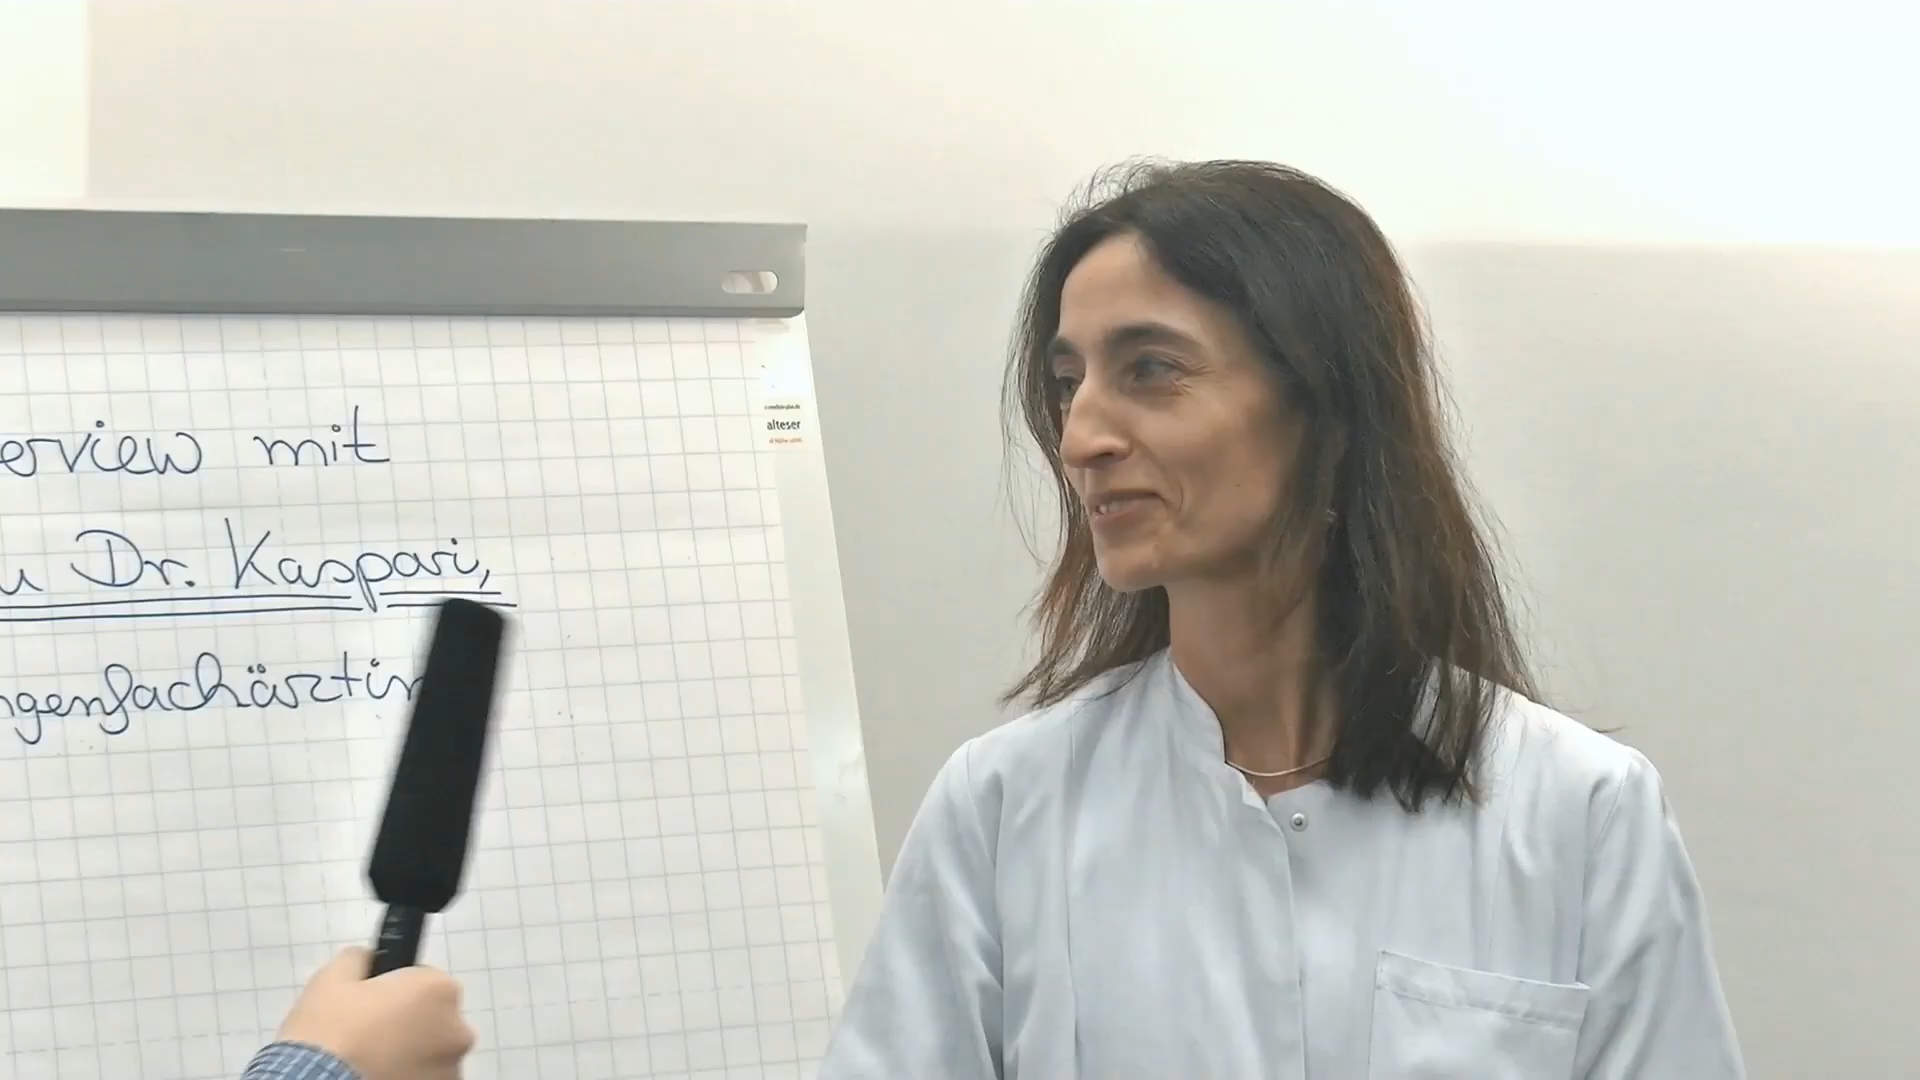 erview mit
u Dr. Kaspari,
ngenfachärztin
alteser